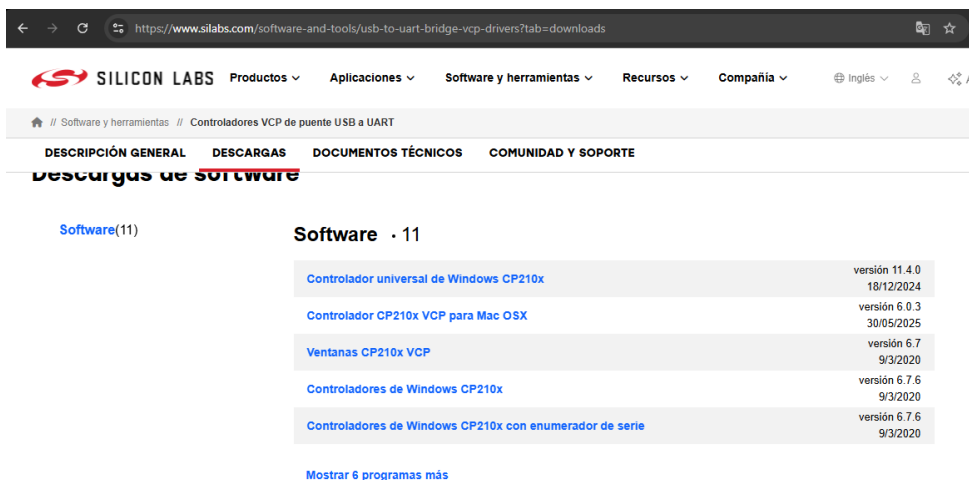 https://www.silabs.com/software-and-tools/usb-to-uart-bridge-vcp-drivers?tab=downloads
SILICON LABS Productos Aplicaciones Software y herramientas Recursos Compañía Inglés
// Software y herramientas // Controladores VCP de puente USB a UART
DESCRIPCIÓN GENERAL DESCARGAS DOCUMENTOS TÉCNICOS COMUNIDAD Y SOPORTE
Descargas de software
Software(11)
Software · 11
Controlador universal de Windows CP210x versión 11.4.0
18/12/2024
Controlador CP210x VCP para Mac OSX versión 6.0.3
30/05/2025
Ventanas CP210x VCP versión 6.7
9/3/2020
Controladores de Windows CP210x versión 6.7.6
9/3/2020
Controladores de Windows CP210x con enumerador de serie versión 6.7.6
9/3/2020
Mostrar 6 programas más